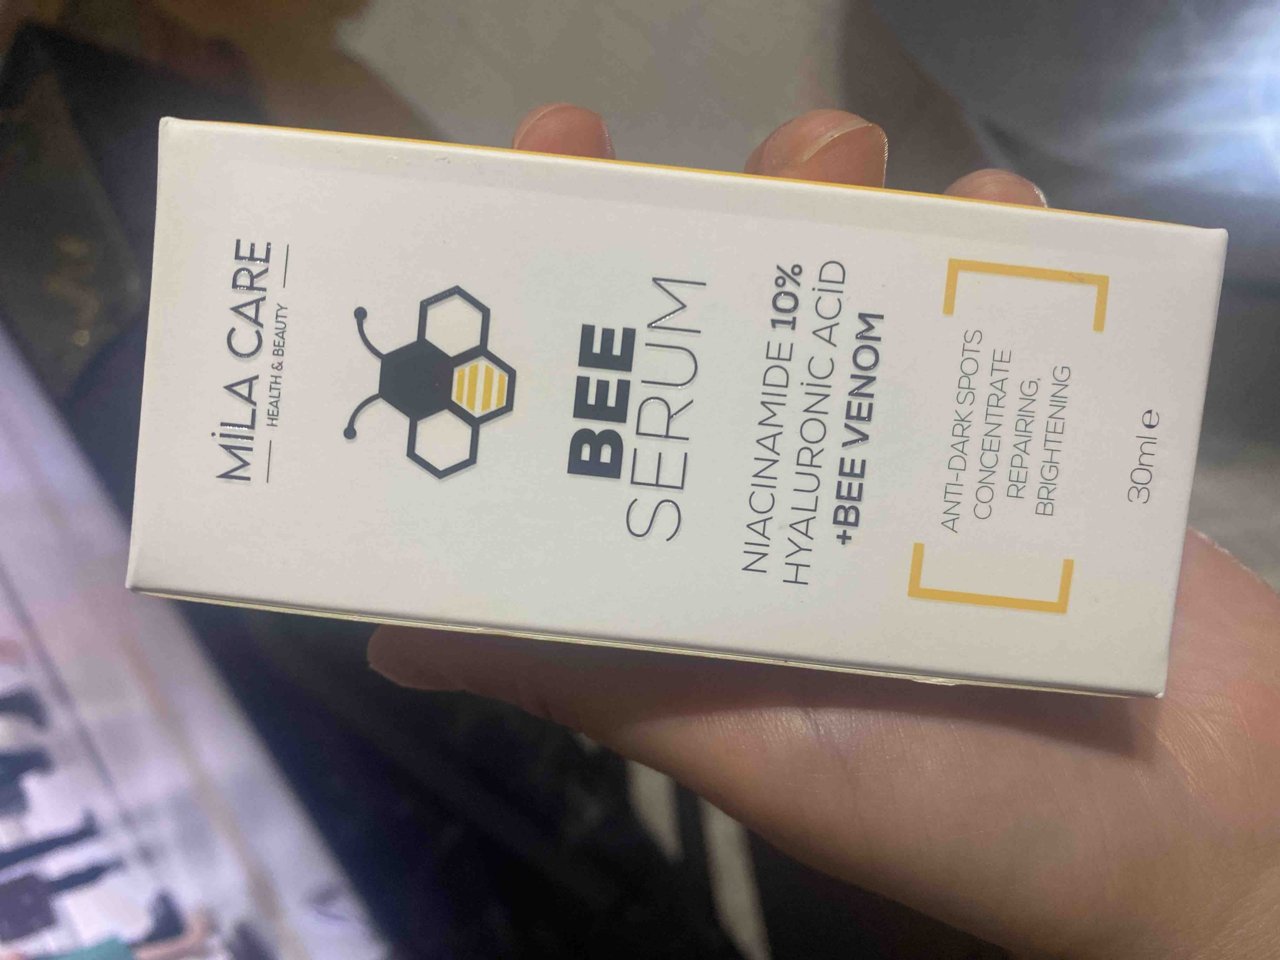 MİLA CARE
HEALTH & BEAUTY
BEE
SERUM
NIACINAMIDE 10%
HYALURONİC ACİD
+BEE VENOM
ANTI-DARK SPOTS
CONCENTRATE
REPAIRING,
BRIGHTENING
30ml e